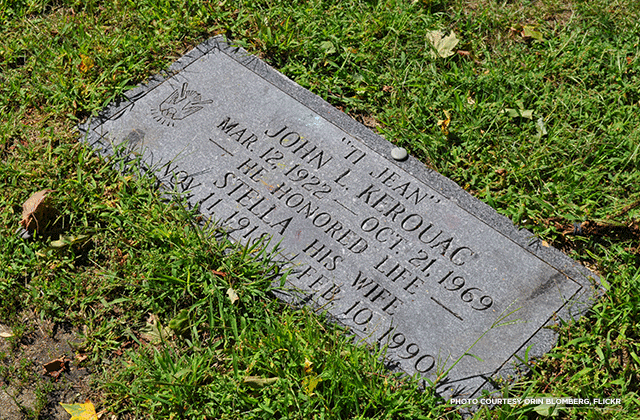 "TI JEAN"
JOHN L. KEROUAC
MAR. 12, 1922 — OCT. 21, 1969
— HE HONORED LIFE —
STELLA HIS WIFE
NOV. 11, 1918 — FEB. 10, 1990
PHOTO COURTESY ORIN BLOMBERG, FLICKR